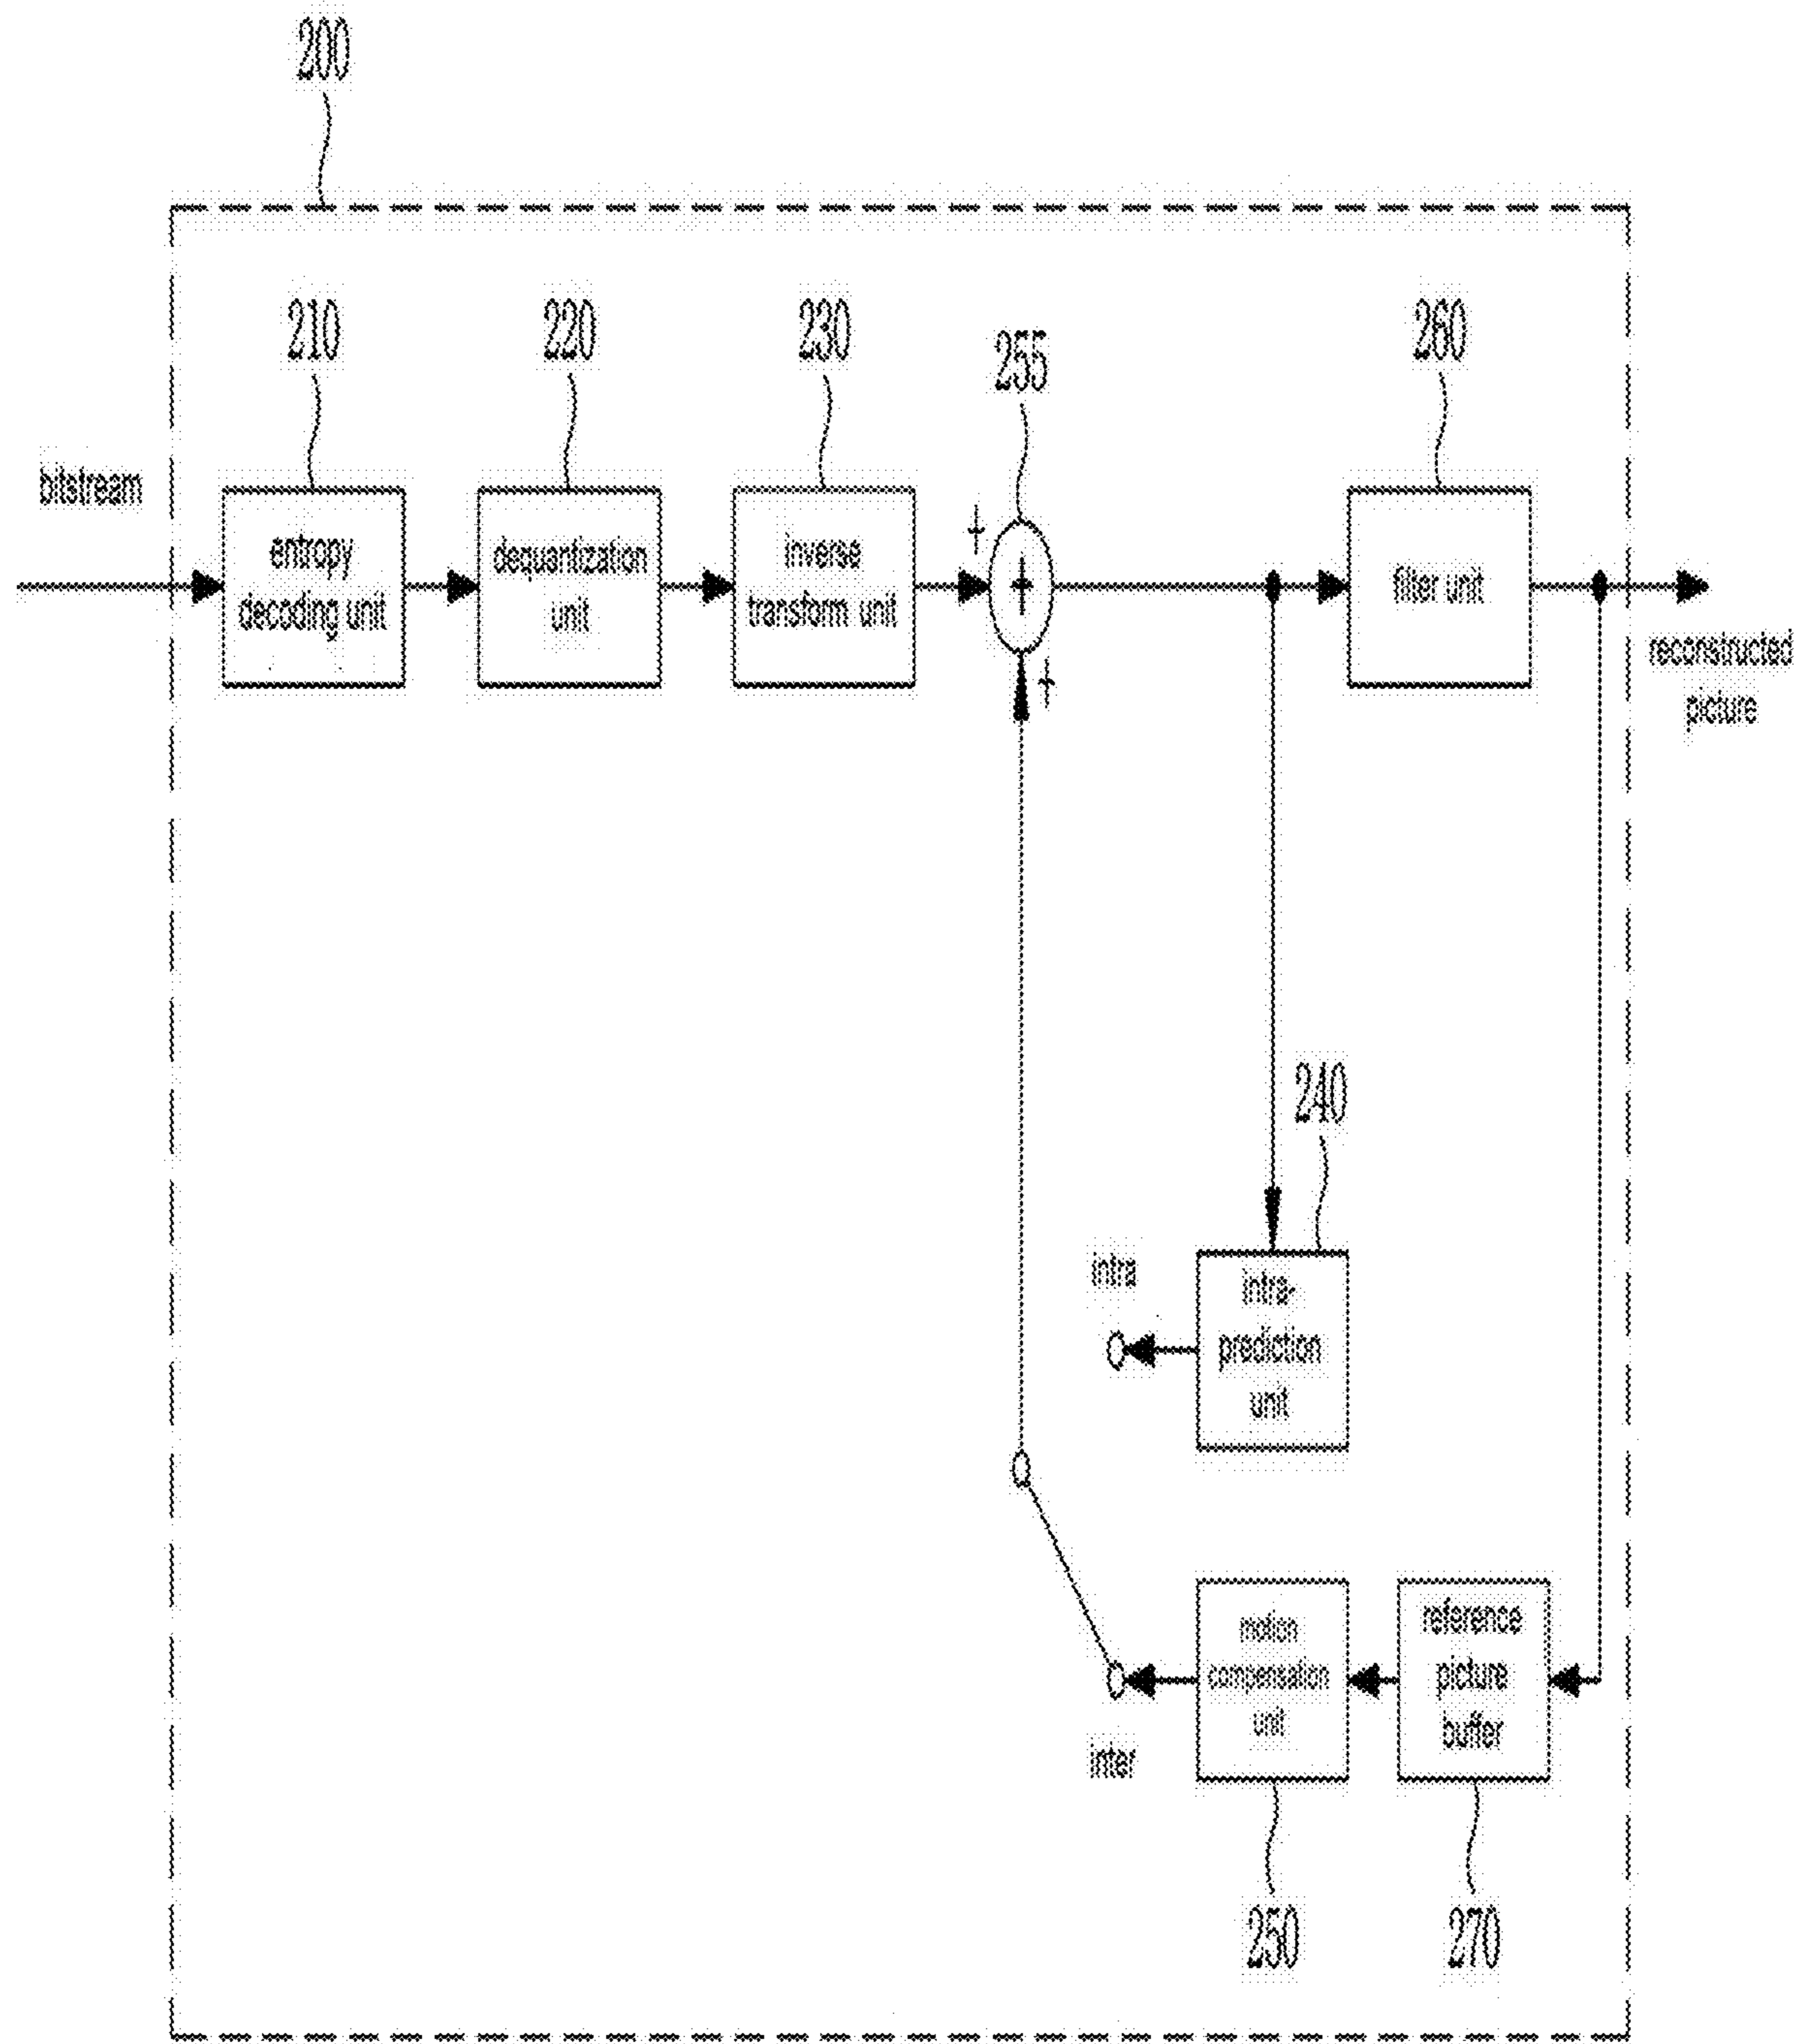 200
210
220
230
255
260
bitstream
entropy
decoding unit
dequantization
unit
inverse
transform unit
+
+
+
filter unit
reconstructed
picture
240
intra
intra-
prediction
unit
motion
compensation
unit
reference
picture
buffer
inter
250
270